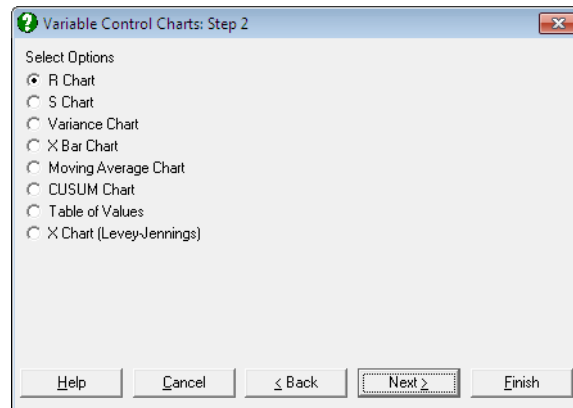 Variable Control Charts: Step 2
Select Options
R Chart
S Chart
Variance Chart
X Bar Chart
Moving Average Chart
CUSUM Chart
Table of Values
X Chart (Levey-Jennings)
Help Cancel < Back Next > Finish